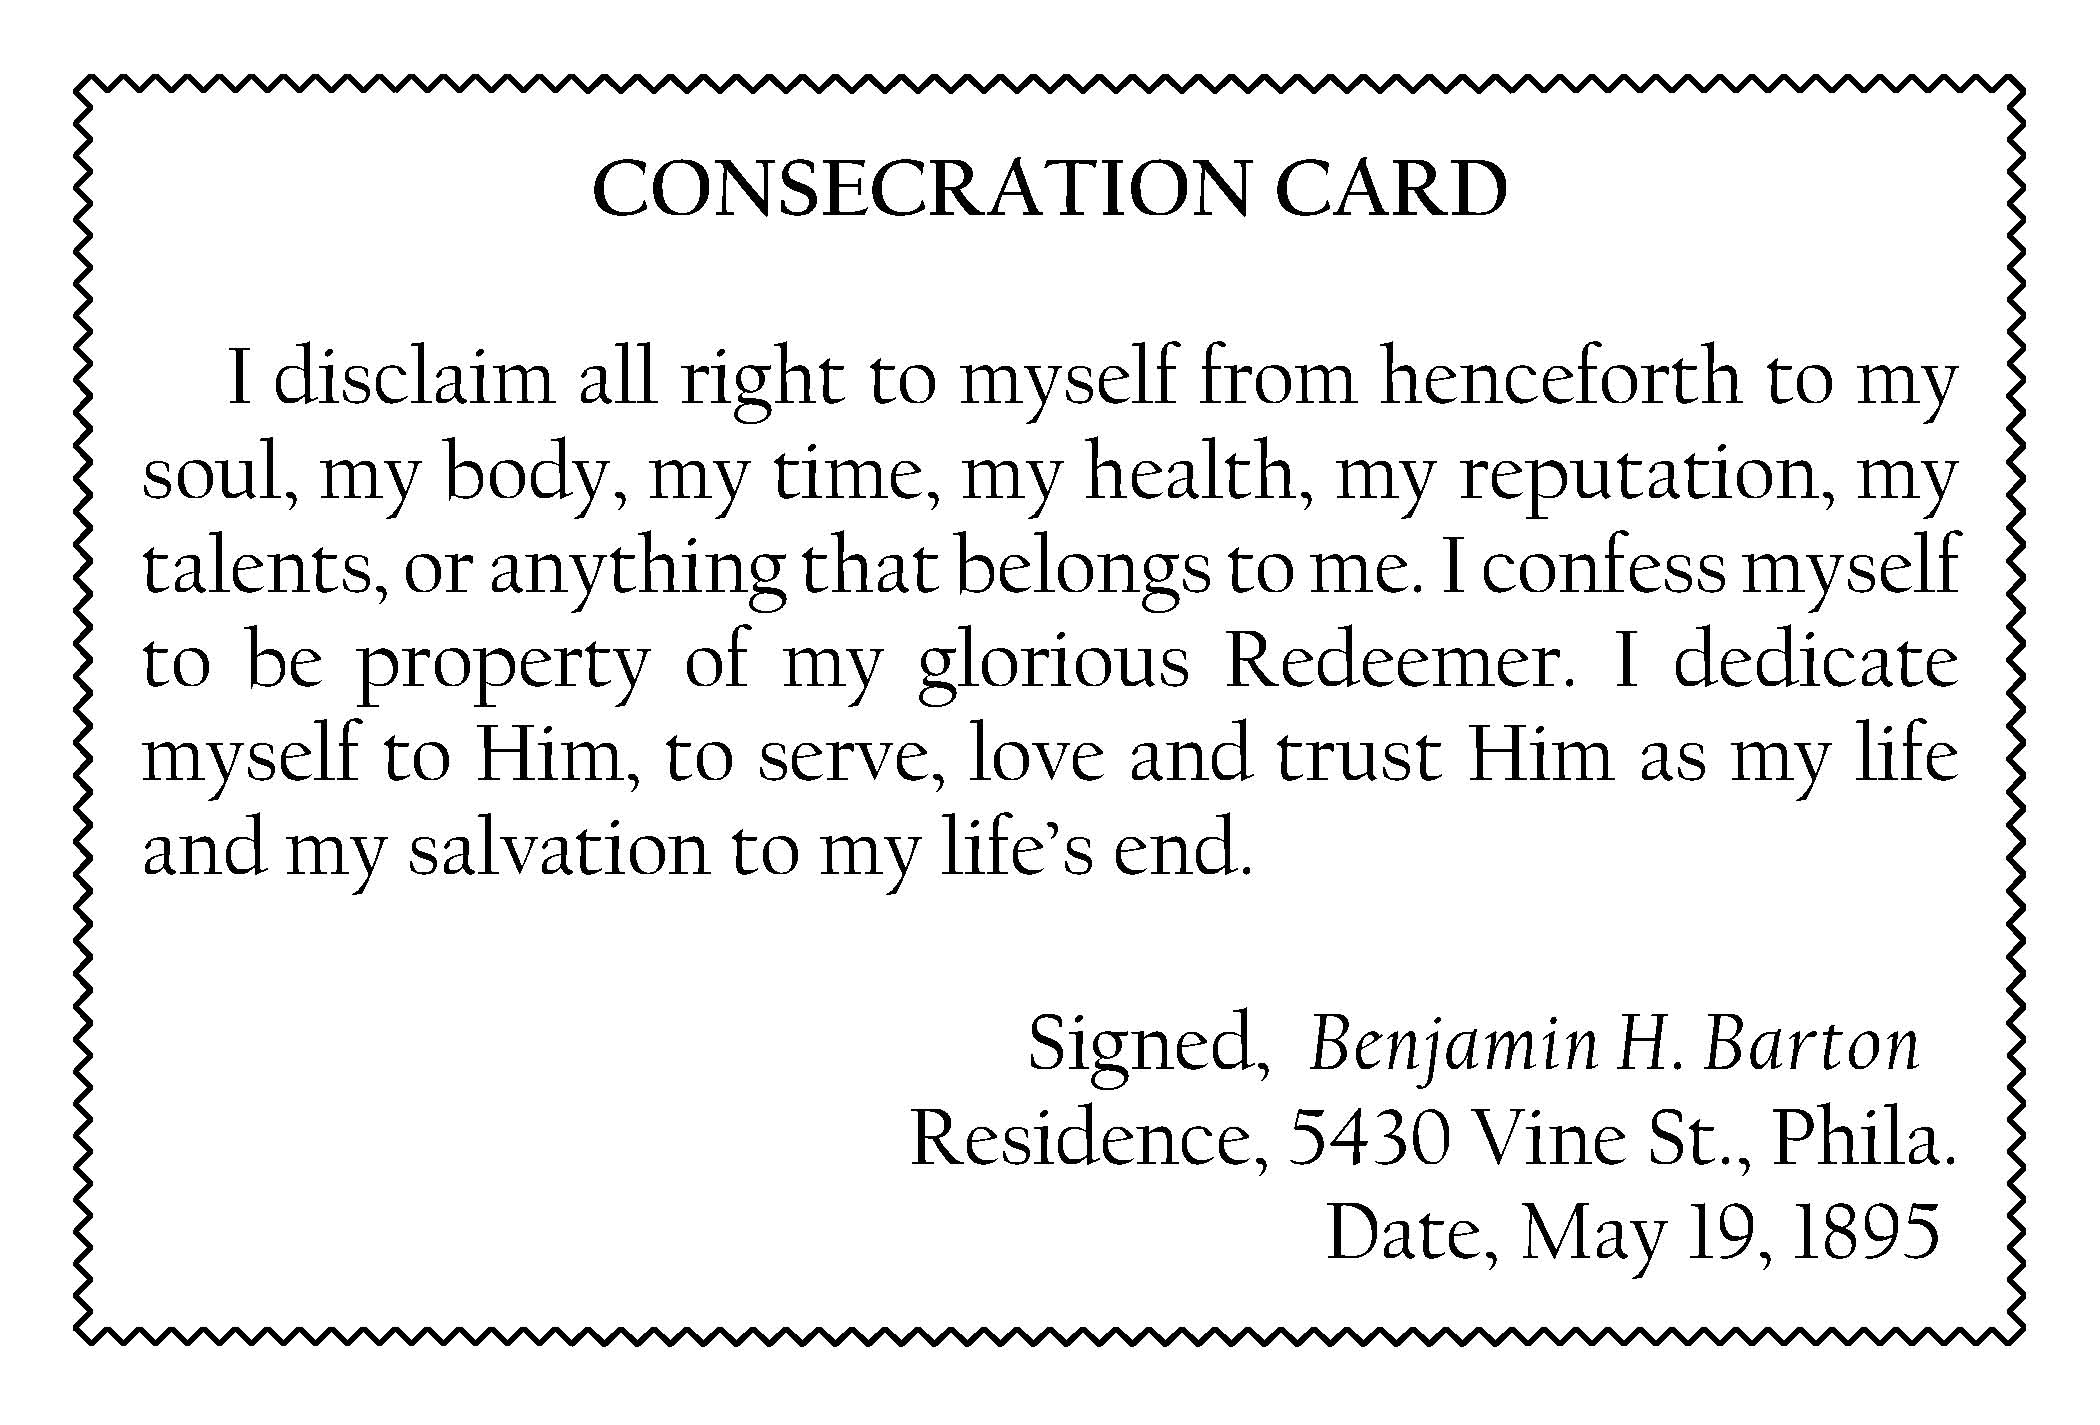 CONSECRATION CARD
I disclaim all right to myself from henceforth to my
soul, my body, my time, my health, my reputation, my
talents, or anything that belongs to me. I confess myself
to be property of my glorious Redeemer. I dedicate
myself to Him, to serve, love and trust Him as my life
and my salvation to my life’s end.
Signed, Benjamin H. Barton
Residence, 5430 Vine St., Phila.
Date, May 19, 1895